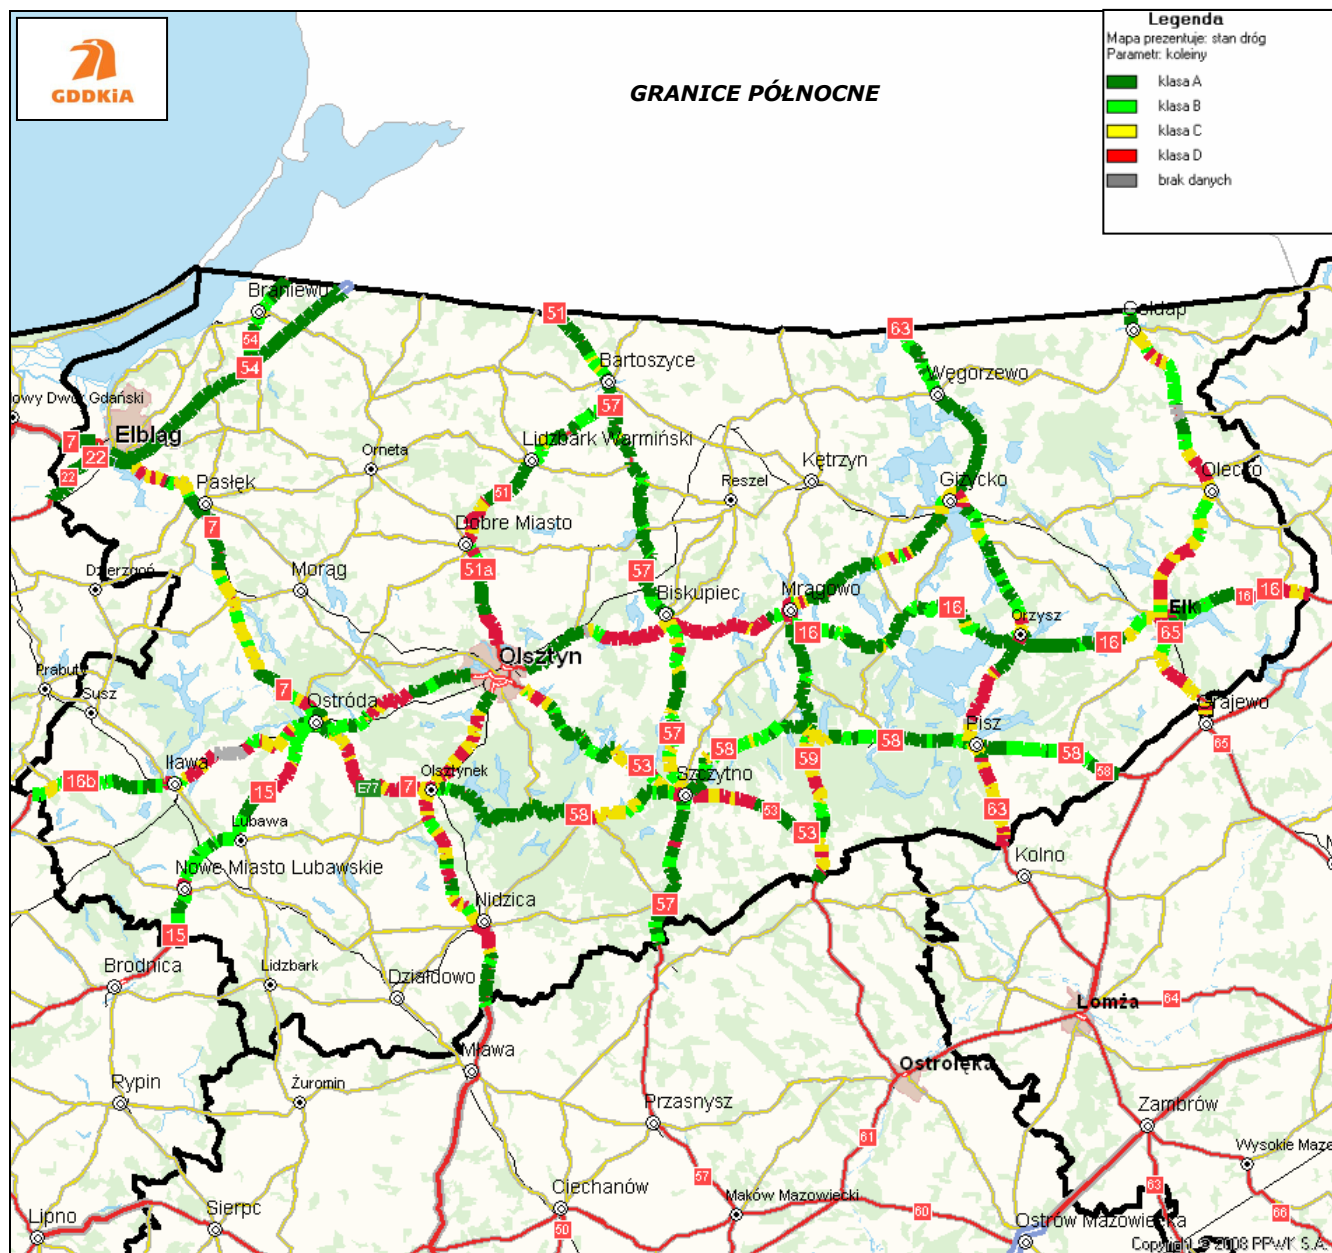 GDDKiA
GRANICE PÓŁNOCNE
Legenda
Mapa prezentuje: stan dróg
Parametr: koleiny
klasa A
klasa B
klasa C
klasa D
brak danych
Braniewo
54
54
51
63
Gołdap
Bartoszyce
57
Węgorzewo
owy Dwór Gdański
7
Elbląg
22
22
Orneta
Lidzbark Warmiński
Kętrzyn
Reszel
Giżycko
Olecko
Pasłęk
51
7
Dobre Miasto
51a
57
Dzierzgoń
Morąg
Biskupiec
Mrągowo
16
16
Orzysz
16
Ełk
16
16
65
Olsztyn
Prabuty
Susz
7
Ostróda
Grajewo
65
57
58
59
58
Pisz
58
58
53
Szczytno
Iława
16b
15
E77
7
Olsztynek
58
53
53
63
Lubawa
Nowe Miasto Lubawskie
Kolno
Nidzica
57
15
Brodnica
Lidzbark
Działdowo
Łomża
64
Mława
Ostrołęka
Rypin
Żuromin
Przasnysz
Zambrów
61
Wysokie Maze
57
Ciechanów
Maków Mazowiecki
60
63
66
Lipno
Sierpc
50
Ostrów Mazowiecka
Copyright © 2008 PPWK S.A.